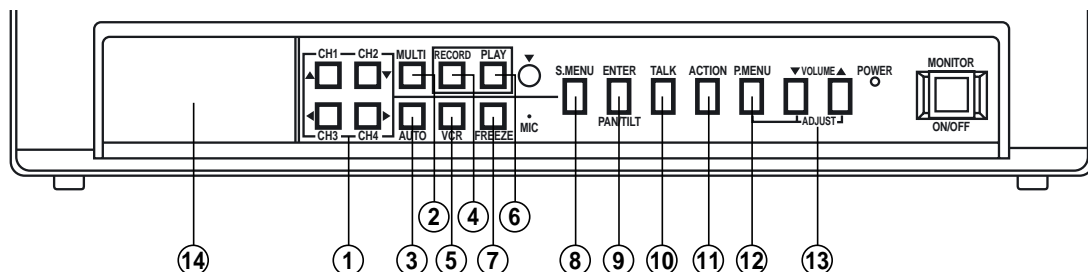 CH1 CH2 MULTI RECORD PLAY ▼
▲ ▼
S.MENU ENTER TALK ACTION P.MENU ▼ VOLUME ▲ POWER MONITOR
◀ ▶
CH3 CH4 AUTO VCR FREEZE MIC PAN/TILT ADJUST ON/OFF
2 4 6
14 1 3 5 7 8 9 10 11 12 13